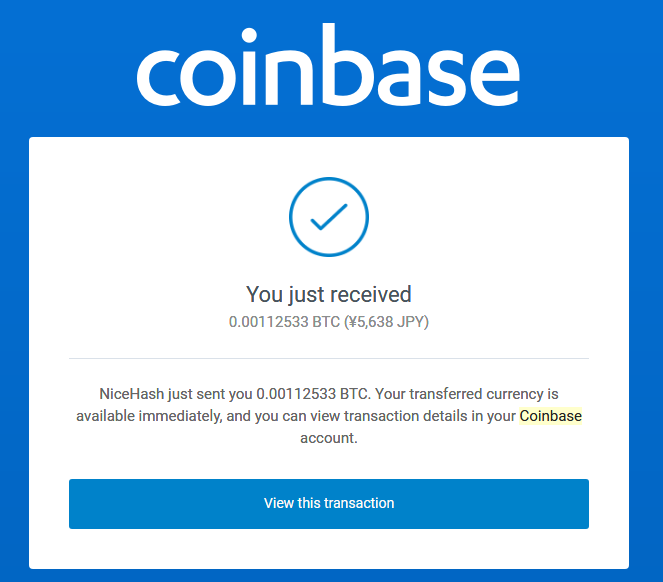 coinbase
You just received
0.00112533 BTC (¥5,638 JPY)
NiceHash just sent you 0.00112533 BTC. Your transferred currency is
available immediately, and you can view transaction details in your Coinbase
account.
View this transaction